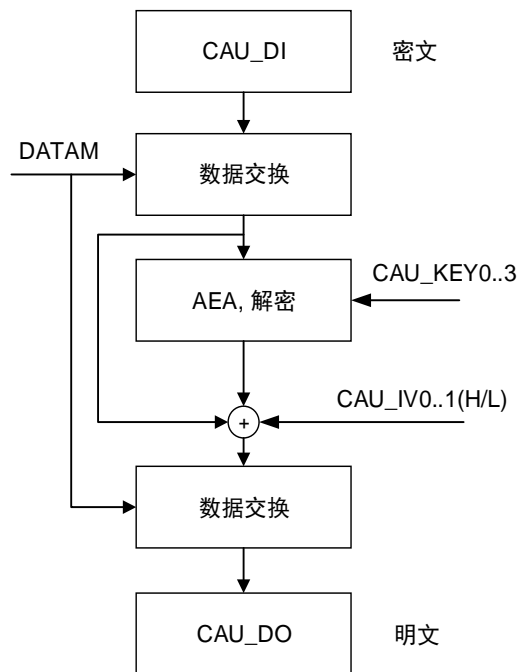 CAU_DI 密文
DATAM
数据交换
CAU_KEY0..3
AEA, 解密
CAU_IV0..1(H/L)
+
数据交换
CAU_DO 明文